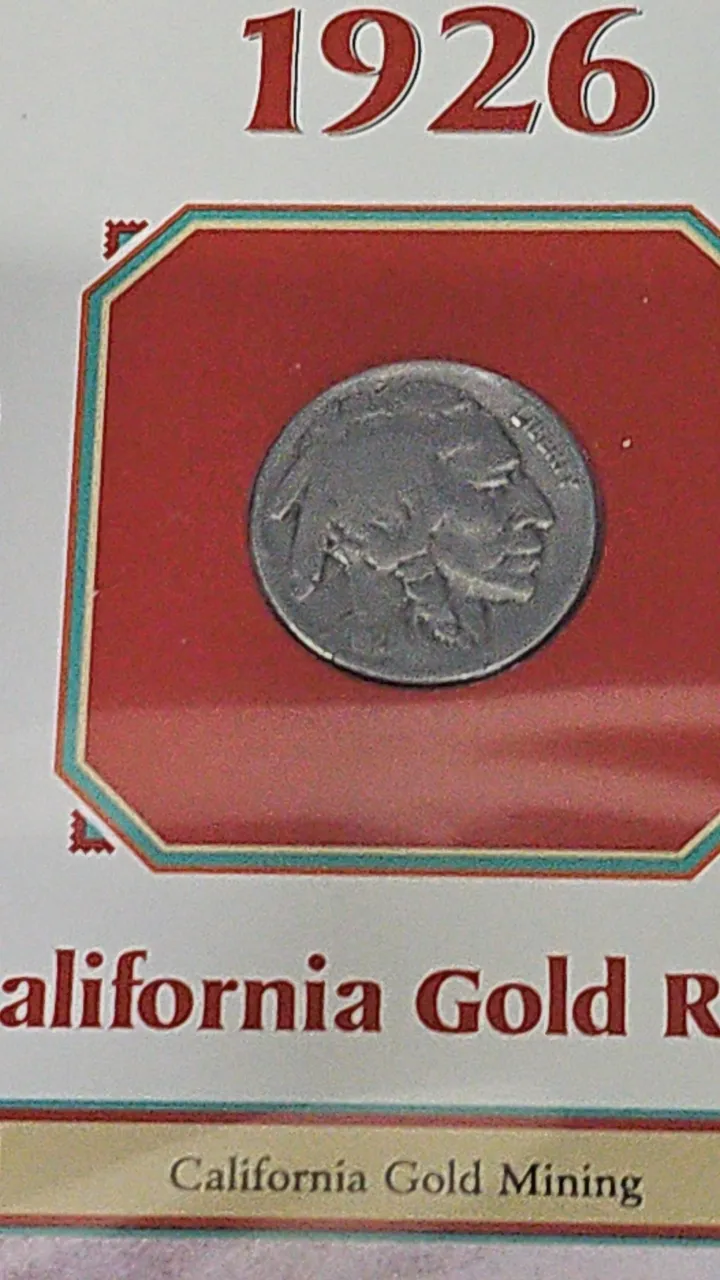 1926
LIBERTY
alifornia Gold R
California Gold Mining